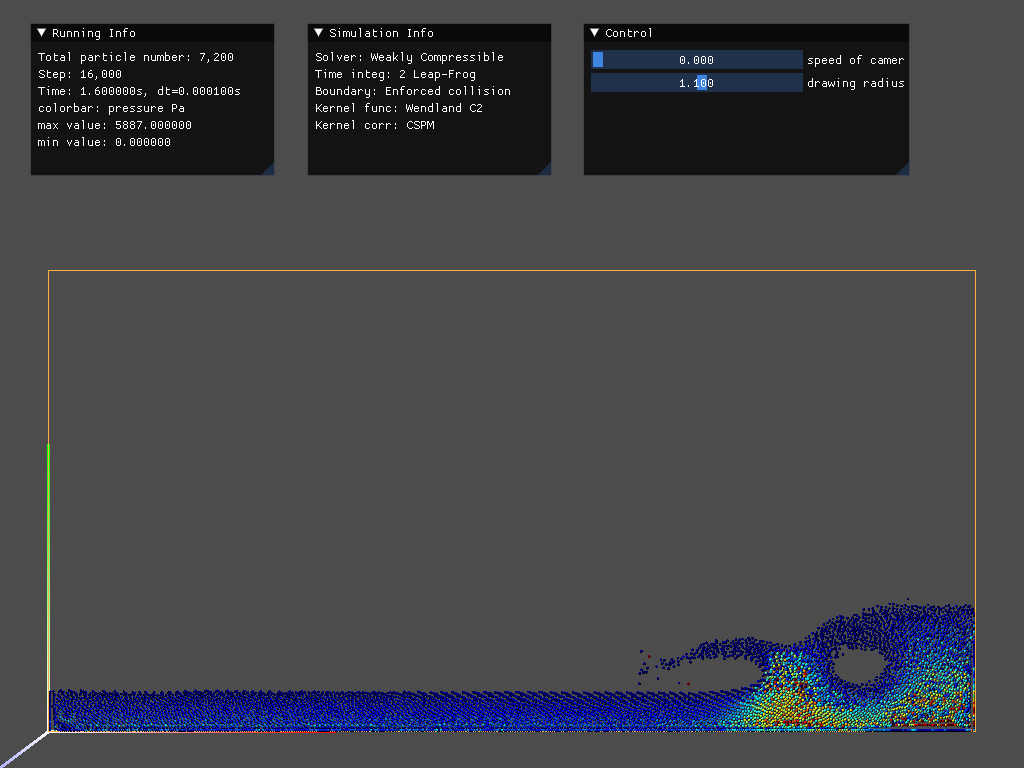 Running Info
Total particle number: 7,200
Step: 16,000
Time: 1.600000s, dt=0.000100s
colorbar: pressure Pa
max value: 5887.000000
min value: 0.000000
Simulation Info
Solver: Weakly Compressible
Time integ: 2 Leap-Frog
Boundary: Enforced collision
Kernel func: Wendland C2
Kernel corr: CSPM
Control
0.000 speed of camer
1.100 drawing radius